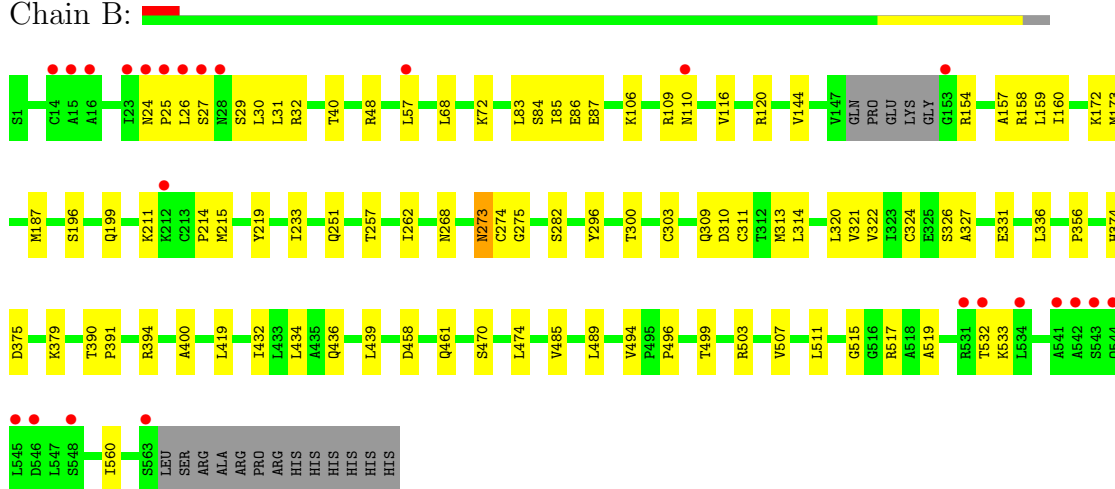 Chain B:
S1 C14 A15 A16 I23 N24 P25 L26 S27 N28 S29 L30 L31 R32 T40 R48 L57 L68 K72 L83 S84 I85 E86 E87 K106 R109 N110 V116 R120 V144 V147 GLN PRO GLU LYS GLY G153 R154 A157 R158 L159 I160 K172 M173
M187 S196 Q199 K211 K212 C213 P214 M215 Y219 I233 Q251 T257 I262 N268 N273 C274 G275 S282 Y296 T300 C303 Q309 D310 C311 T312 M313 L314 L320 V321 V322 I323 C324 E325 S326 A327 E331 L336 P356 H374
D375 K379 T390 P391 R394 A400 L419 I432 L433 L434 A435 Q436 L439 D458 Q461 S470 L474 V485 L489 V494 P495 P496 T499 R503 V507 L511 G515 G516 R517 A518 A519 R531 T532 K533 L534 A541 A542 S543 D544
L545 D546 L547 S548 I560 S563 LEU SER ARG ALA ARG PRO ARG HIS HIS HIS HIS HIS HIS